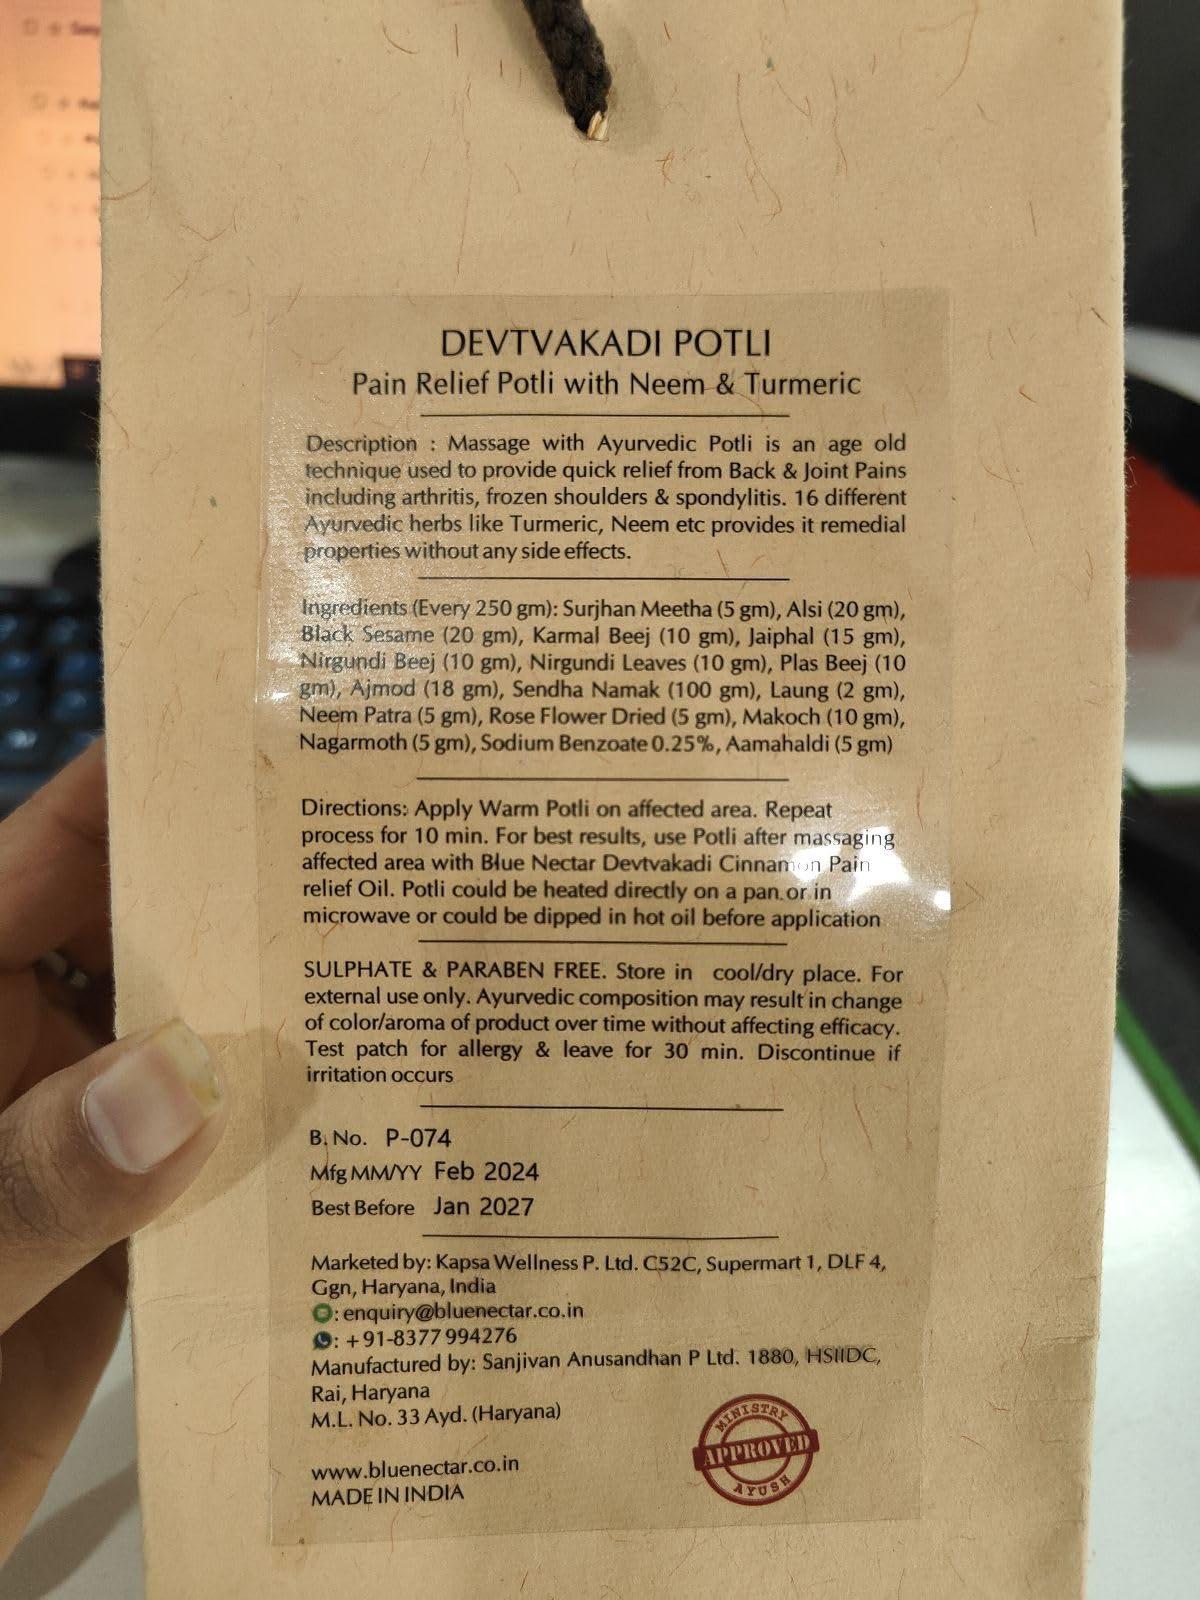 DEVTVAKADI POTLI
Pain Relief Potli with Neem & Turmeric
Description : Massage with Ayurvedic Potli is an age old
technique used to provide quick relief from Back & Joint Pains
including arthritis, frozen shoulders & spondylitis. 16 different
Ayurvedic herbs like Turmeric, Neem etc provides it remedial
properties without any side effects.
Ingredients (Every 250 gm): Surjhan Meetha (5 gm), Alsi (20 gm),
Black Sesame (20 gm), Karmal Beej (10 gm), Jaiphal (15 gm),
Nirgundi Beej (10 gm), Nirgundi Leaves (10 gm), Plas Beej (10
gm), Ajmod (18 gm), Sendha Namak (100 gm), Laung (2 gm),
Neem Patra (5 gm), Rose Flower Dried (5 gm), Makoch (10 gm),
Nagarmoth (5 gm), Sodium Benzoate 0.25%, Aamahaldi (5 gm)
Directions: Apply Warm Potli on affected area. Repeat
process for 10 min. For best results, use Potli after massaging
affected area with Blue Nectar Devtvakadi Cinnamon Pain
relief Oil. Potli could be heated directly on a pan or in
microwave or could be dipped in hot oil before application
SULPHATE & PARABEN FREE. Store in cool/dry place. For
external use only. Ayurvedic composition may result in change
of color/aroma of product over time without affecting efficacy.
Test patch for allergy & leave for 30 min. Discontinue if
irritation occurs
B. No. P-074
Mfg MM/YY Feb 2024
Best Before Jan 2027
Marketed by: Kapsa Wellness P. Ltd. C52C, Supermart 1, DLF 4,
Ggn, Haryana, India
: enquiry@bluenectar.co.in
: +91-8377 994276
Manufactured by: Sanjivan Anusandhan P Ltd. 1880, HSIIDC,
Rai, Haryana
M.L. No. 33 Ayd. (Haryana)
www.bluenectar.co.in
MADE IN INDIA
MINISTRY
APPROVED
AYUSH